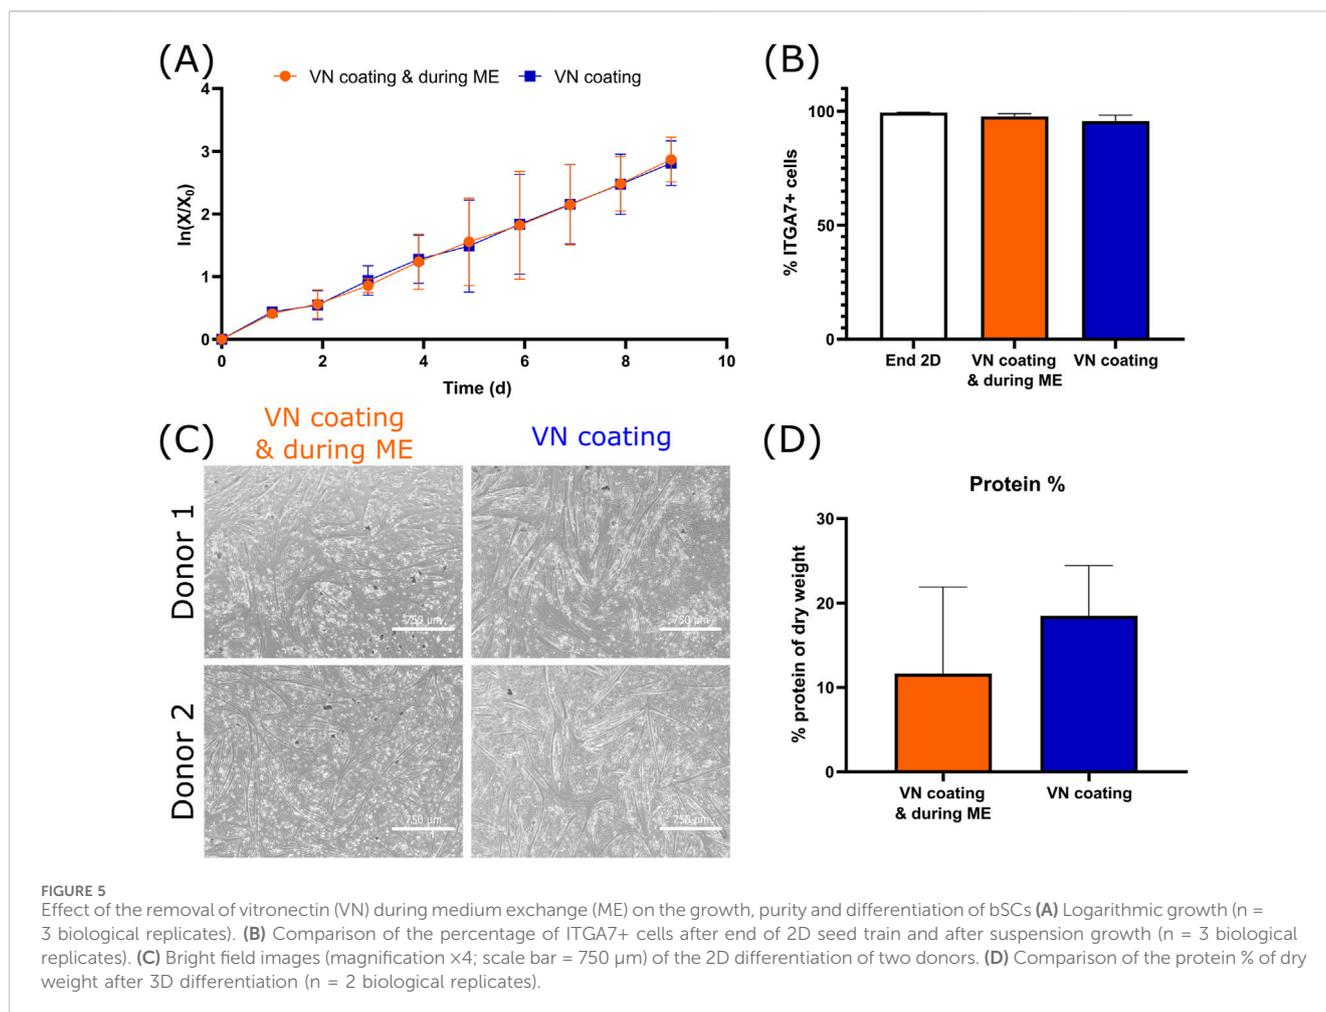 (A)
VN coating & during ME
VN coating
4
3
2
1
0
ln(X/X₀)
0 2 4 6 8 10
Time (d)
(B)
100
50
0
% ITGA7+ cells
End 2D
VN coating
& during ME
VN coating
(C)
VN coating
& during ME
VN coating
Donor 1
750 µm
750 µm
Donor 2
750 µm
750 µm
(D)
Protein %
30
20
10
0
% protein of dry weight
VN coating
& during ME
VN coating
FIGURE 5
Effect of the removal of vitronectin (VN) during medium exchange (ME) on the growth, purity and differentiation of bSCs (A) Logarithmic growth (n =
3 biological replicates). (B) Comparison of the percentage of ITGA7+ cells after end of 2D seed train and after suspension growth (n = 3 biological
replicates). (C) Bright field images (magnification ×4; scale bar = 750 µm) of the 2D differentiation of two donors. (D) Comparison of the protein % of dry
weight after 3D differentiation (n = 2 biological replicates).